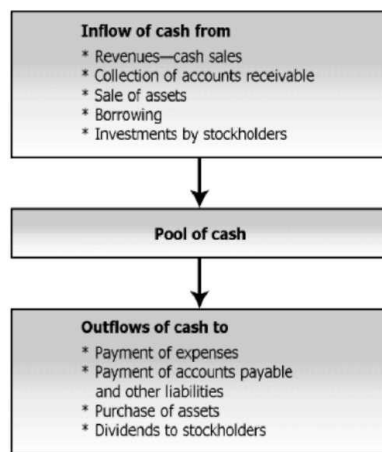 Inflow of cash from
* Revenues—cash sales
* Collection of accounts receivable
* Sale of assets
* Borrowing
* Investments by stockholders
Pool of cash
Outflows of cash to
* Payment of expenses
* Payment of accounts payable
and other liabilities
* Purchase of assets
* Dividends to stockholders